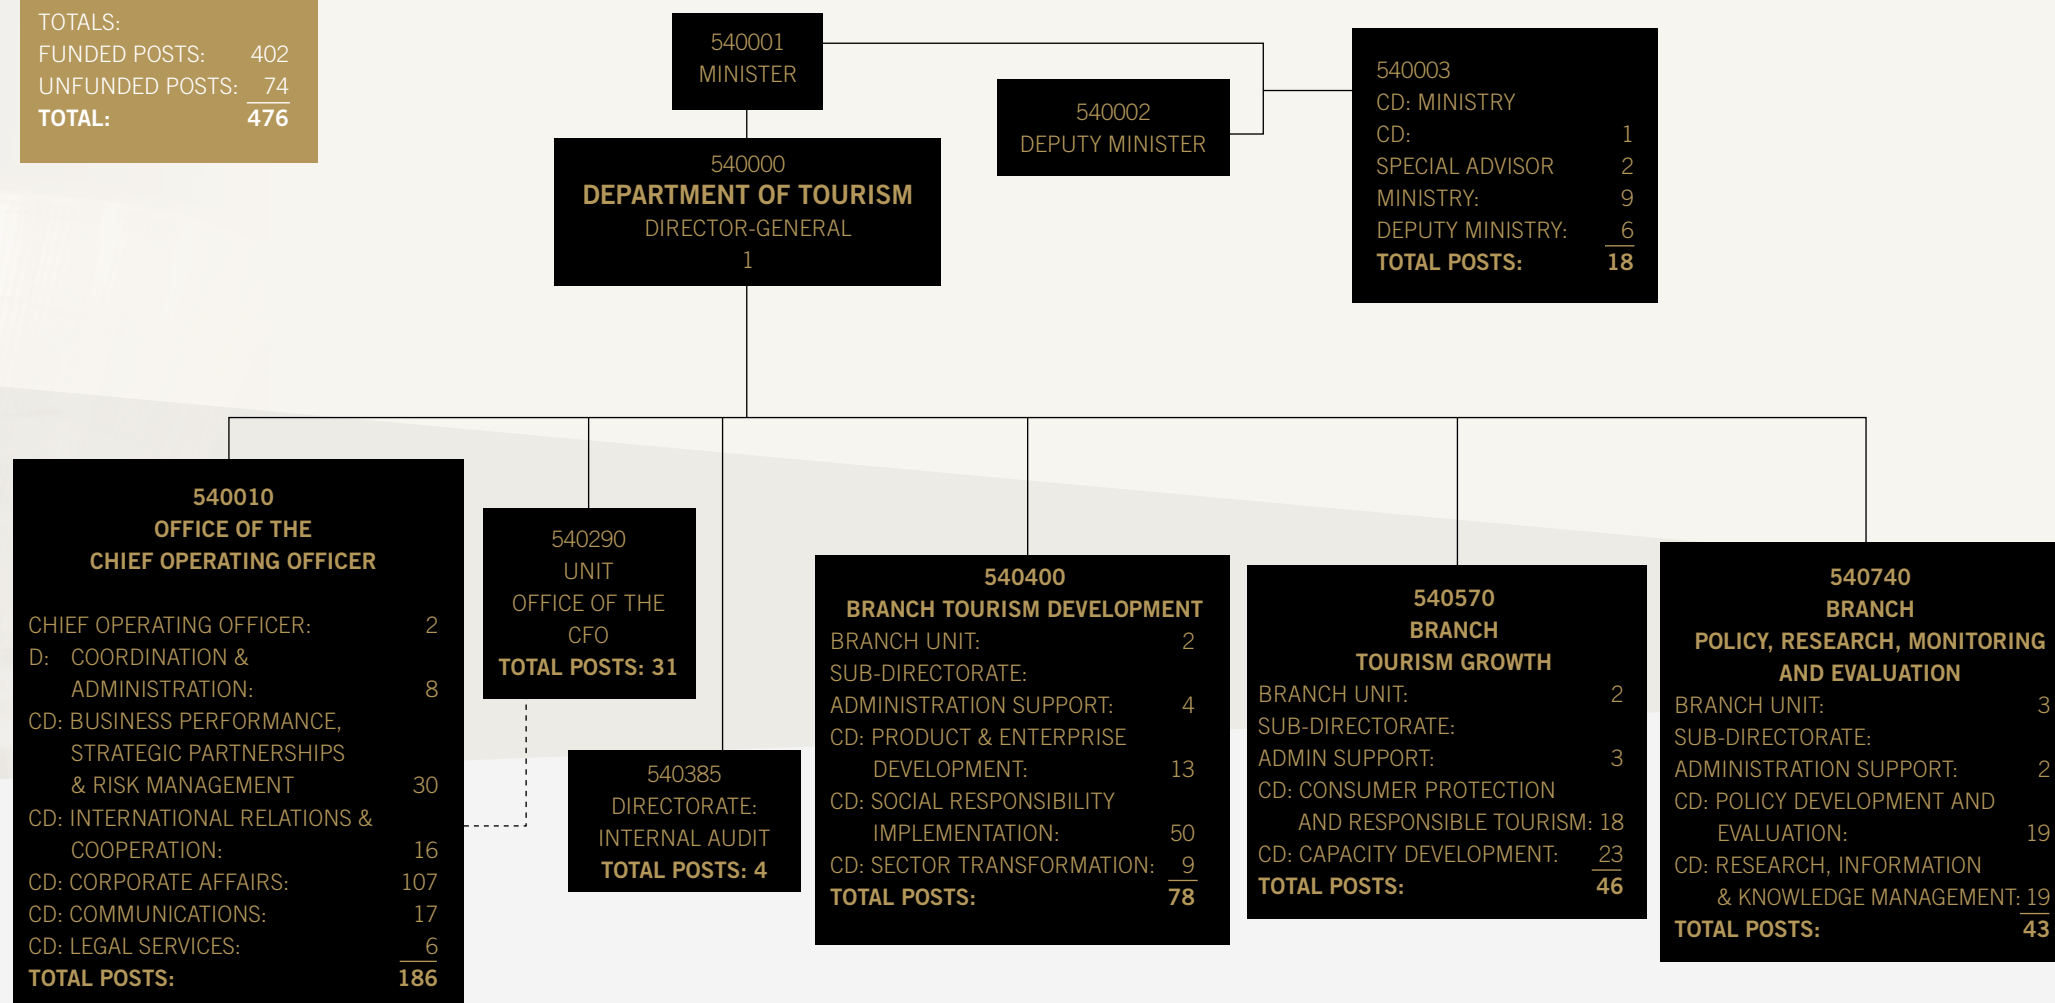 TOTALS:
FUNDED POSTS: 402
UNFUNDED POSTS: 74
TOTAL: 476
540001
MINISTER
540002
DEPUTY MINISTER
540003
CD: MINISTRY
CD: 1
SPECIAL ADVISOR 2
MINISTRY: 9
DEPUTY MINISTRY: 6
TOTAL POSTS: 18
540000
DEPARTMENT OF TOURISM
DIRECTOR-GENERAL
1
540010
OFFICE OF THE
CHIEF OPERATING OFFICER
CHIEF OPERATING OFFICER: 2
D: COORDINATION &
ADMINISTRATION: 8
CD: BUSINESS PERFORMANCE,
STRATEGIC PARTNERSHIPS
& RISK MANAGEMENT 30
CD: INTERNATIONAL RELATIONS &
COOPERATION: 16
CD: CORPORATE AFFAIRS: 107
CD: COMMUNICATIONS: 17
CD: LEGAL SERVICES: 6
TOTAL POSTS: 186
540290
UNIT
OFFICE OF THE
CFO
TOTAL POSTS: 31
540385
DIRECTORATE:
INTERNAL AUDIT
TOTAL POSTS: 4
540400
BRANCH TOURISM DEVELOPMENT
BRANCH UNIT: 2
SUB-DIRECTORATE:
ADMINISTRATION SUPPORT: 4
CD: PRODUCT & ENTERPRISE
DEVELOPMENT: 13
CD: SOCIAL RESPONSIBILITY
IMPLEMENTATION: 50
CD: SECTOR TRANSFORMATION: 9
TOTAL POSTS: 78
540570
BRANCH
TOURISM GROWTH
BRANCH UNIT: 2
SUB-DIRECTORATE:
ADMIN SUPPORT: 3
CD: CONSUMER PROTECTION
AND RESPONSIBLE TOURISM: 18
CD: CAPACITY DEVELOPMENT: 23
TOTAL POSTS: 46
540740
BRANCH
POLICY, RESEARCH, MONITORING
AND EVALUATION
BRANCH UNIT: 3
SUB-DIRECTORATE:
ADMINISTRATION SUPPORT: 2
CD: POLICY DEVELOPMENT AND
EVALUATION: 19
CD: RESEARCH, INFORMATION
& KNOWLEDGE MANAGEMENT: 19
TOTAL POSTS: 43